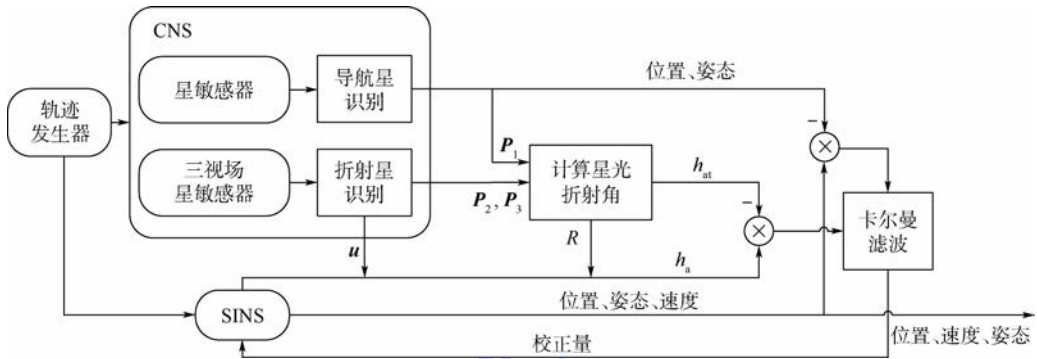 CNS
星敏感器
导航星
识别
位置、姿态
轨迹
发生器
三视场
星敏感器
折射星
识别
P₁
P₂, P₃
计算星光
折射角
hₐₜ
−
−
卡尔曼
滤波
u
R
hₐ
SINS
位置、姿态、速度
位置、速度、姿态
校正量